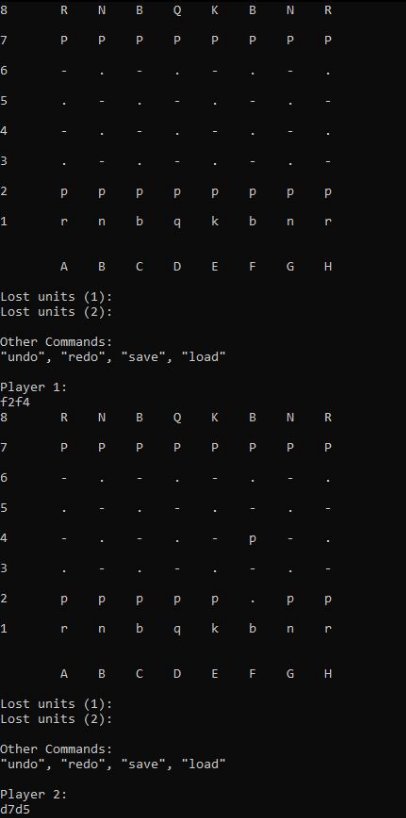 8 R N B Q K B N R
7 P P P P P P P P
6 - . - . - . - .
5 . - . - . - . -
4 - . - . - . - .
3 . - . - . - . -
2 p p p p p p p p
1 r n b q k b n r
A B C D E F G H
Lost units (1):
Lost units (2):
Other Commands:
"undo", "redo", "save", "load"
Player 1:
f2f4
8 R N B Q K B N R
7 P P P P P P P P
6 - . - . - . - .
5 . - . - . - . -
4 - . - . - p - .
3 . - . - . - . -
2 p p p p p . p p
1 r n b q k b n r
A B C D E F G H
Lost units (1):
Lost units (2):
Other Commands:
"undo", "redo", "save", "load"
Player 2:
d7d5